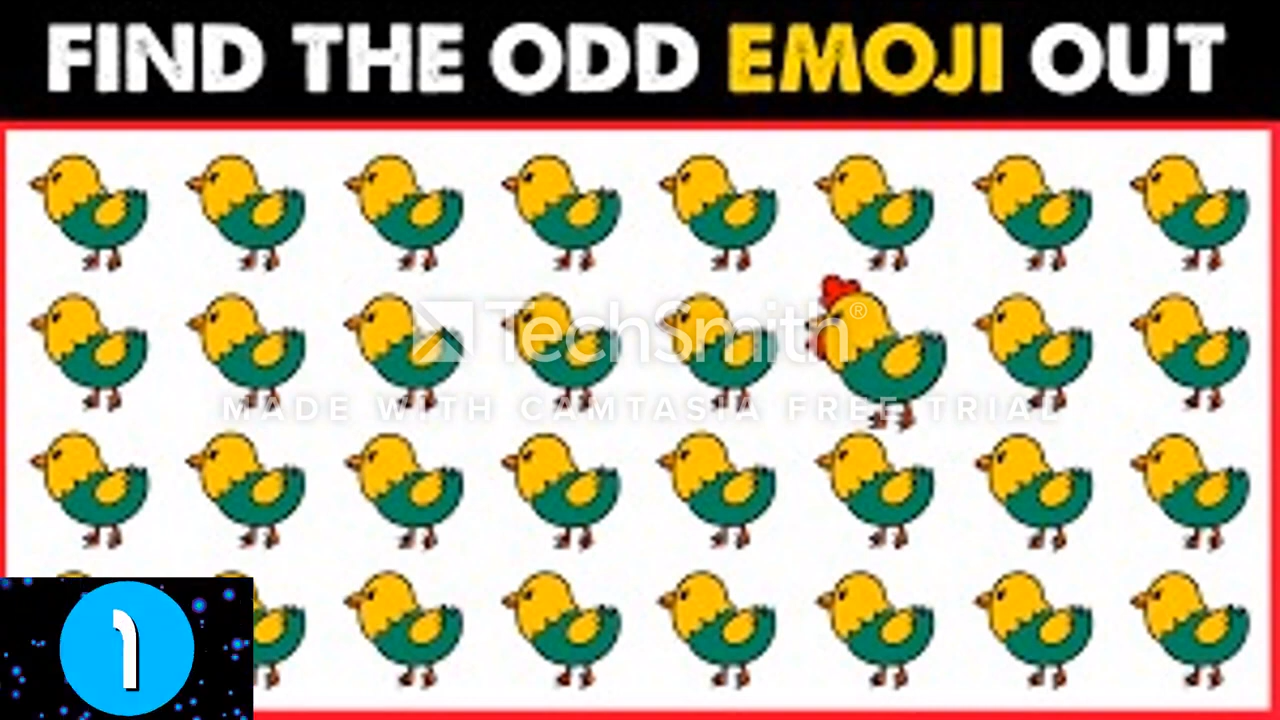 FIND THE ODD EMOJI OUT
TechSmith®
MADE WITH CAMTASIA FREE TRIAL
1